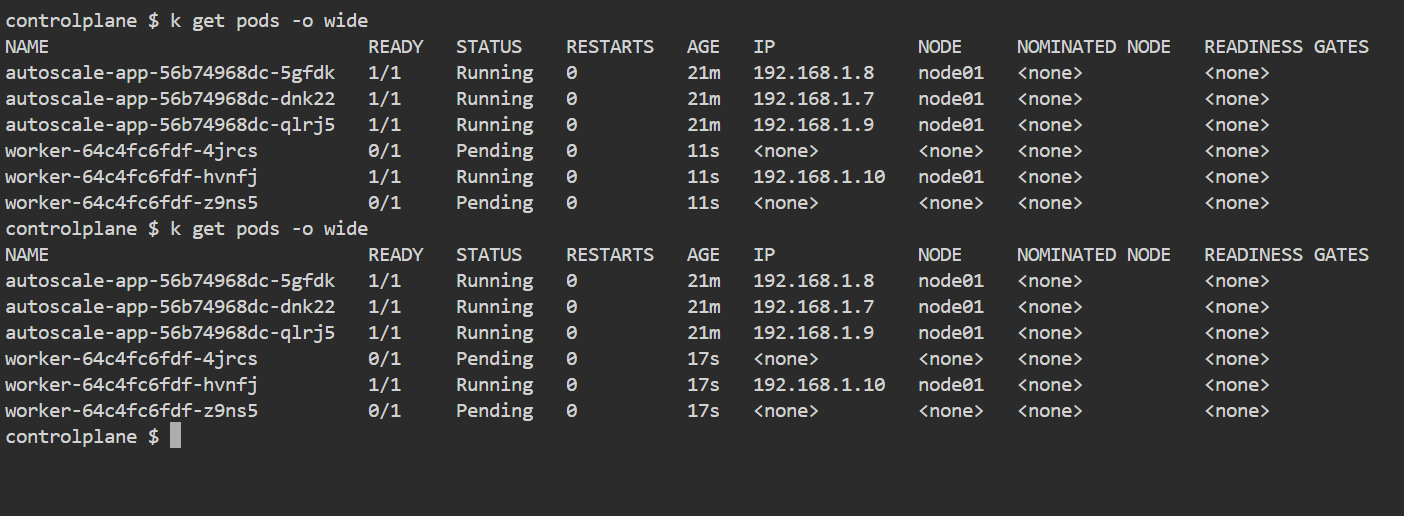 controlplane $ k get pods -o wide
NAME                             READY   STATUS    RESTARTS   AGE   IP             NODE     NOMINATED NODE   READINESS GATES
autoscale-app-56b74968dc-5gfdk   1/1     Running   0          21m   192.168.1.8    node01   <none>           <none>
autoscale-app-56b74968dc-dnk22   1/1     Running   0          21m   192.168.1.7    node01   <none>           <none>
autoscale-app-56b74968dc-qlrj5   1/1     Running   0          21m   192.168.1.9    node01   <none>           <none>
worker-64c4fc6fdf-4jrcs          0/1     Pending   0          11s   <none>         <none>   <none>           <none>
worker-64c4fc6fdf-hvnfj          1/1     Running   0          11s   192.168.1.10   node01   <none>           <none>
worker-64c4fc6fdf-z9ns5          0/1     Pending   0          11s   <none>         <none>   <none>           <none>
controlplane $ k get pods -o wide
NAME                             READY   STATUS    RESTARTS   AGE   IP             NODE     NOMINATED NODE   READINESS GATES
autoscale-app-56b74968dc-5gfdk   1/1     Running   0          21m   192.168.1.8    node01   <none>           <none>
autoscale-app-56b74968dc-dnk22   1/1     Running   0          21m   192.168.1.7    node01   <none>           <none>
autoscale-app-56b74968dc-qlrj5   1/1     Running   0          21m   192.168.1.9    node01   <none>           <none>
worker-64c4fc6fdf-4jrcs          0/1     Pending   0          17s   <none>         <none>   <none>           <none>
worker-64c4fc6fdf-hvnfj          1/1     Running   0          17s   192.168.1.10   node01   <none>           <none>
worker-64c4fc6fdf-z9ns5          0/1     Pending   0          17s   <none>         <none>   <none>           <none>
controlplane $